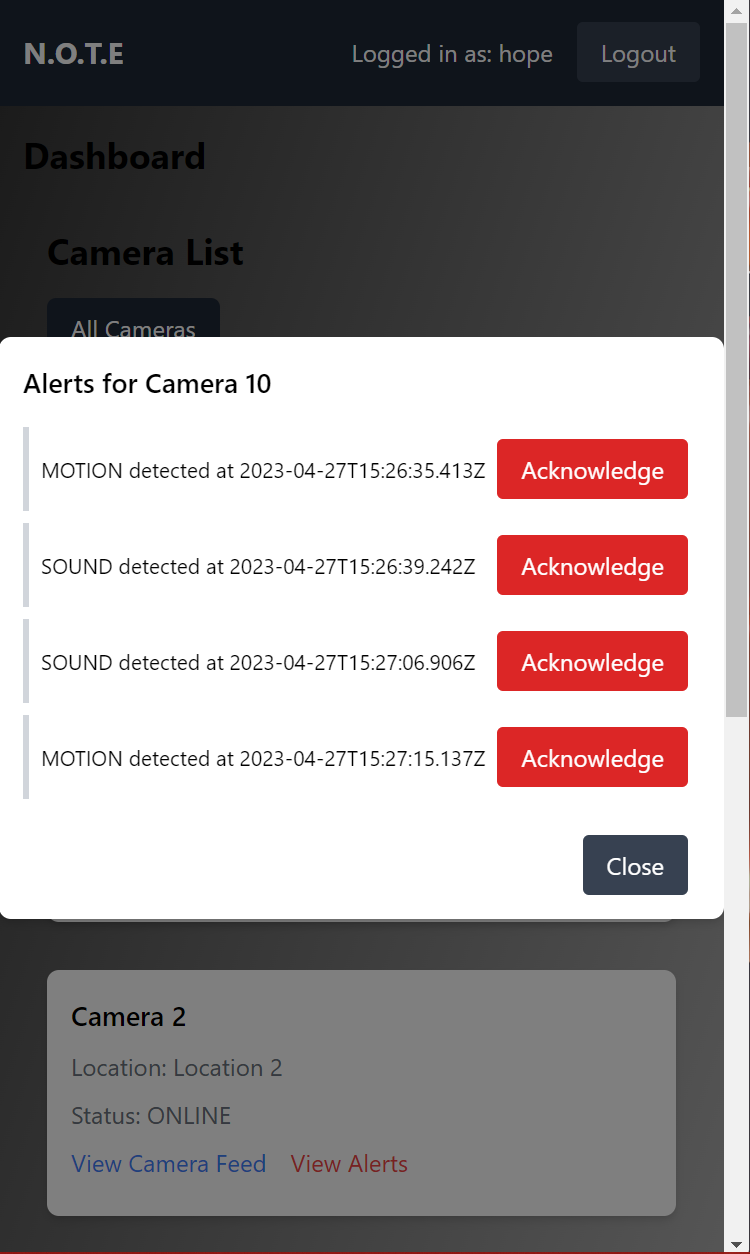 N.O.T.E
Logged in as: hope
Logout
Dashboard
Camera List
All Cameras
Alerts for Camera 10
MOTION detected at 2023-04-27T15:26:35.413Z Acknowledge
SOUND detected at 2023-04-27T15:26:39.242Z Acknowledge
SOUND detected at 2023-04-27T15:27:06.906Z Acknowledge
MOTION detected at 2023-04-27T15:27:15.137Z Acknowledge
Close
Camera 2
Location: Location 2
Status: ONLINE
View Camera Feed View Alerts